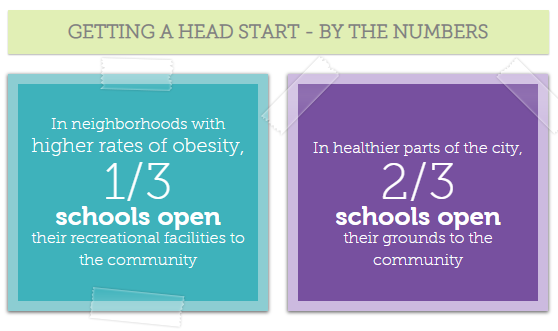 GETTING A HEAD START - BY THE NUMBERS
In neighborhoods with
higher rates of obesity,
1/3
schools open
their recreational facilities to
the community
In healthier parts of the city,
2/3
schools open
their grounds to the
community